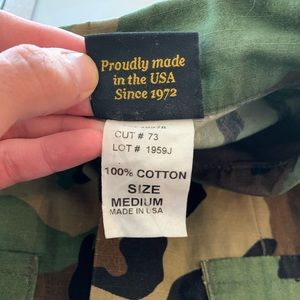 Proudly made
in the USA
Since 1972
CUT # 73
LOT # 1959J
100% COTTON
SIZE
MEDIUM
MADE IN USA